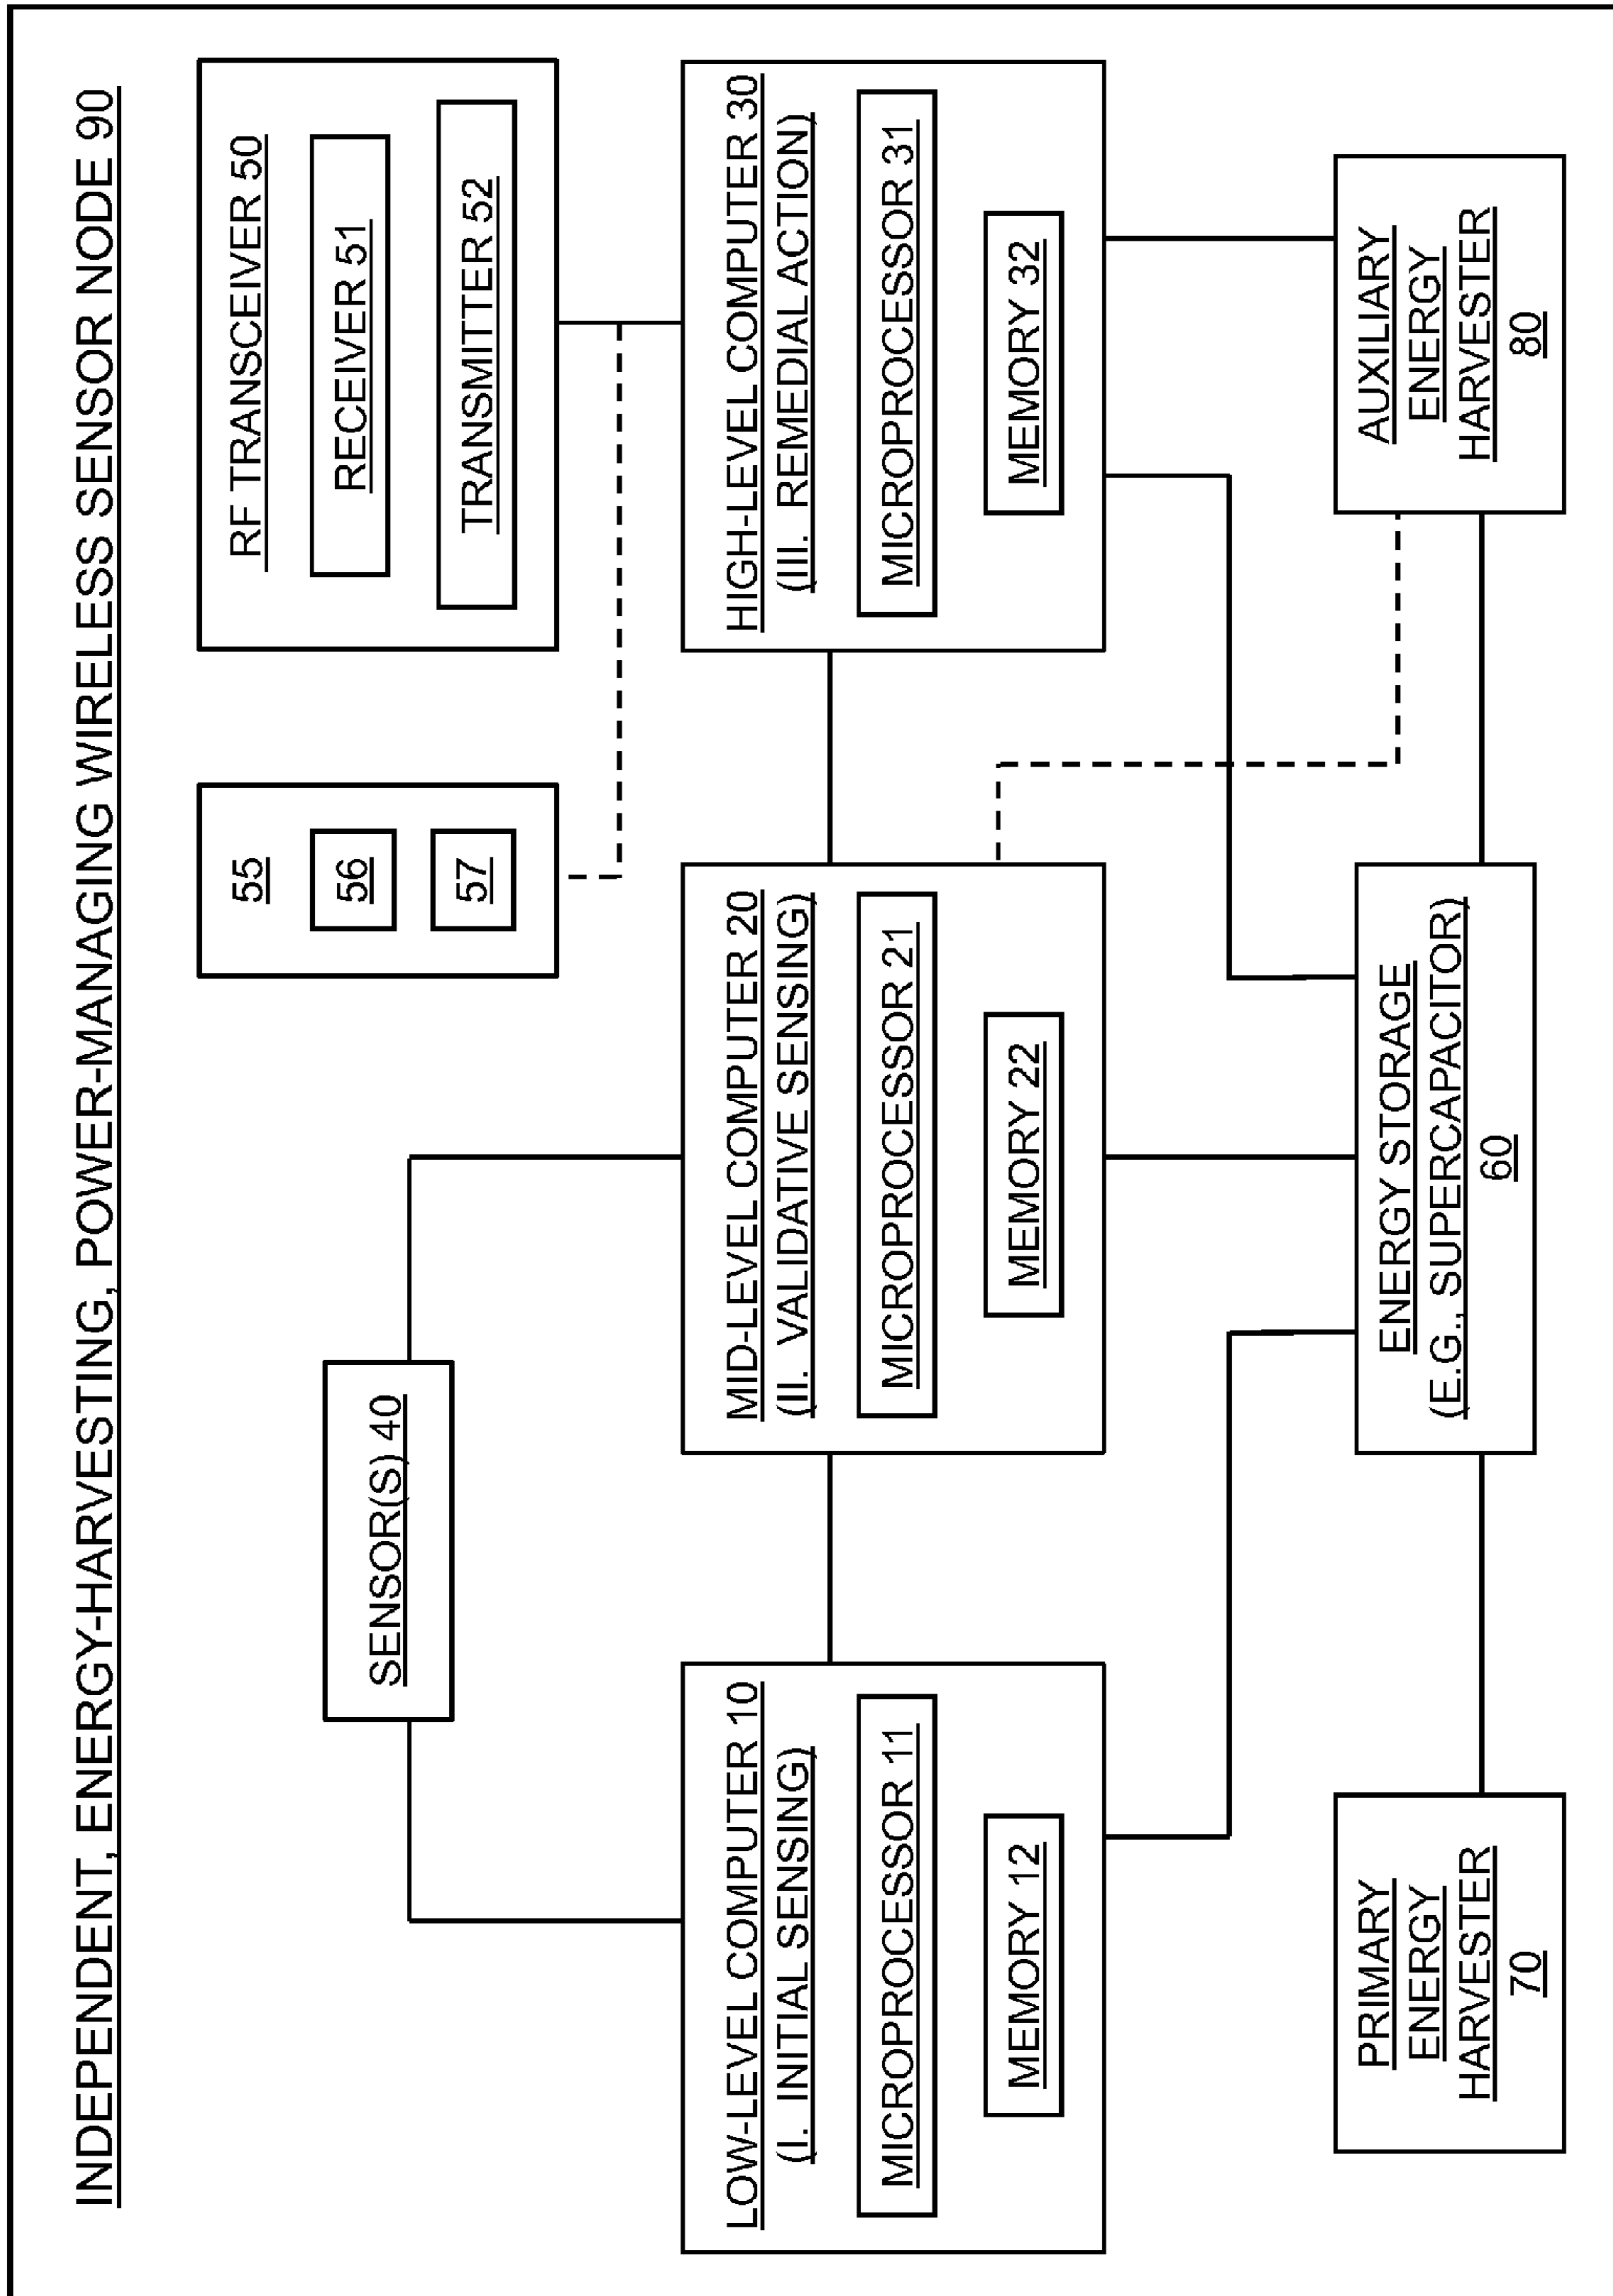 INDEPENDENT, ENERGY-HARVESTING, POWER-MANAGING WIRELESS SENSOR NODE 90
SENSOR(S) 40
55
56
57
RF TRANSCEIVER 50
RECEIVER 51
TRANSMITTER 52
LOW-LEVEL COMPUTER 10
(I. INITIAL SENSING)
MICROPROCESSOR 11
MEMORY 12
MID-LEVEL COMPUTER 20
(II. VALIDATIVE SENSING)
MICROPROCESSOR 21
MEMORY 22
HIGH-LEVEL COMPUTER 30
(III. REMEDIAL ACTION)
MICROPROCESSOR 31
MEMORY 32
PRIMARY
ENERGY
HARVESTER
70
ENERGY STORAGE
(E.G., SUPERCAPACITOR)
60
AUXILIARY
ENERGY
HARVESTER
80